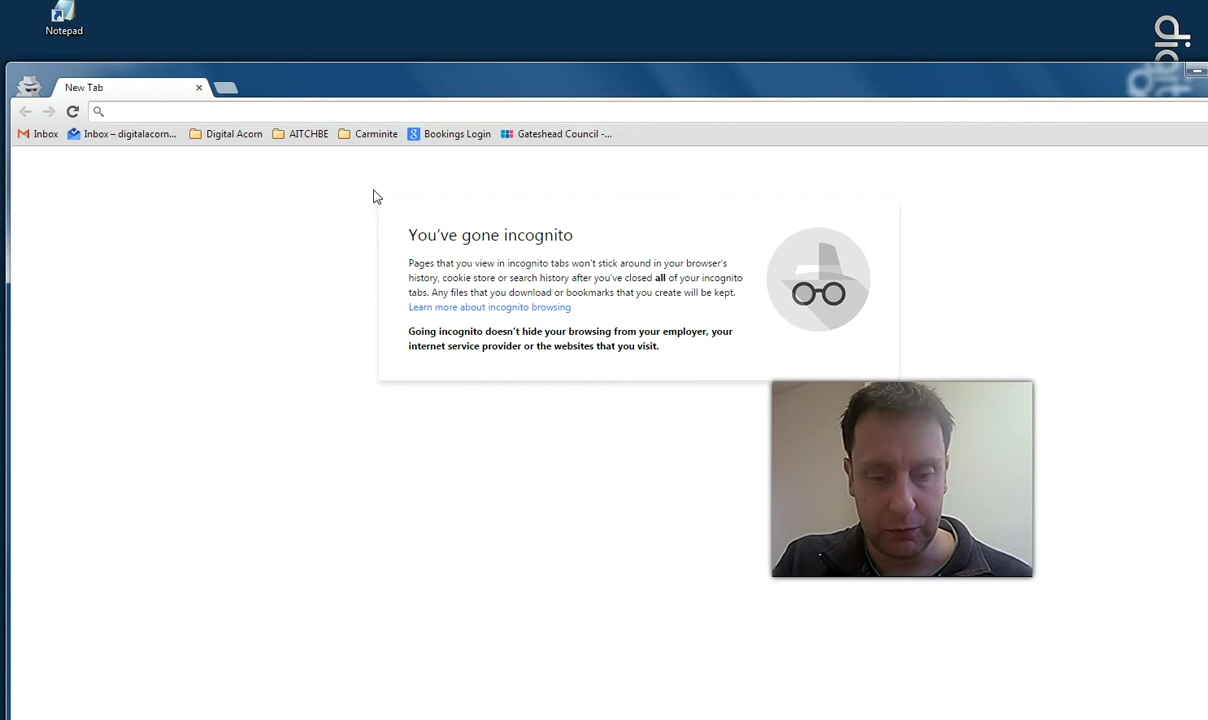 Notepad
New Tab
Inbox
Inbox – digitalacorn...
Digital Acorn
AITCHBE
Carminite
Bookings Login
Gateshead Council -...
You've gone incognito
Pages that you view in incognito tabs won't stick around in your browser's
history, cookie store or search history after you've closed all of your incognito
tabs. Any files that you download or bookmarks that you create will be kept.
Learn more about incognito browsing
Going incognito doesn't hide your browsing from your employer, your
internet service provider or the websites that you visit.